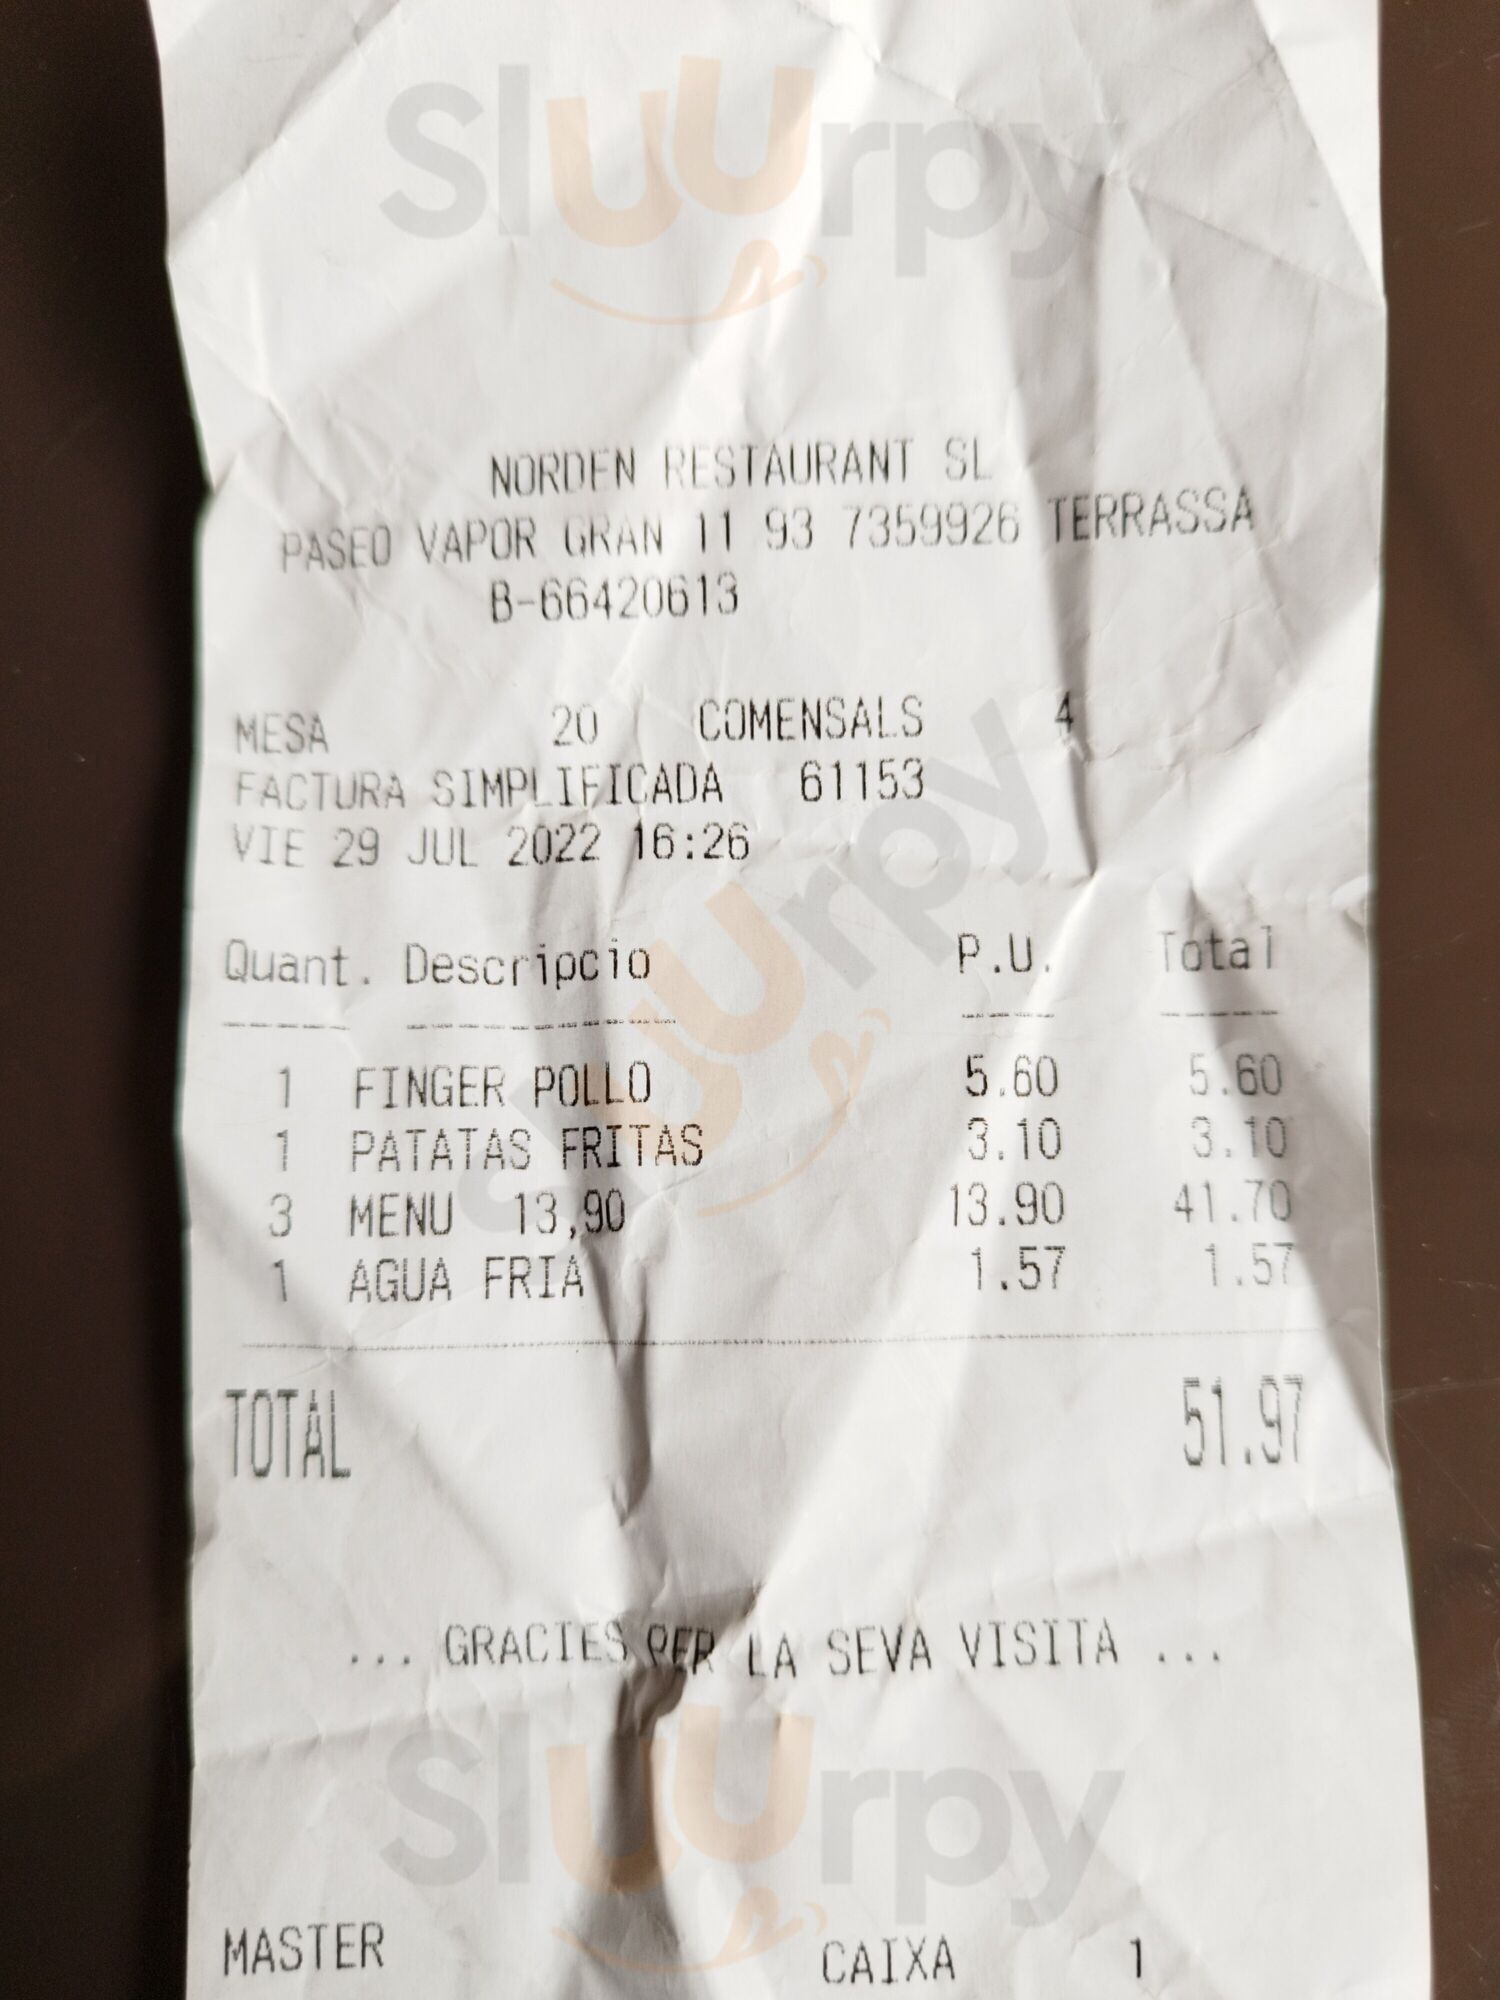 Sluurpy
NORDEN RESTAURANT SL
PASEO VAPOR GRAN 11 93 7359926 TERRASSA
B-66420613
MESA 20 COMENSALS 4
FACTURA SIMPLIFICADA 61153
VIE 29 JUL 2022 16:26
Quant. Descripcio P.U. Total
1 FINGER POLLO 5.60 5.60
1 PATATAS FRITAS 3.10 3.10
3 MENU 13,90 13.90 41.70
1 AGUA FRIA 1.57 1.57
Sluurpy
TOTAL 51.97
... GRACIES PER LA SEVA VISITA ...
Sluurpy
MASTER CAIXA 1